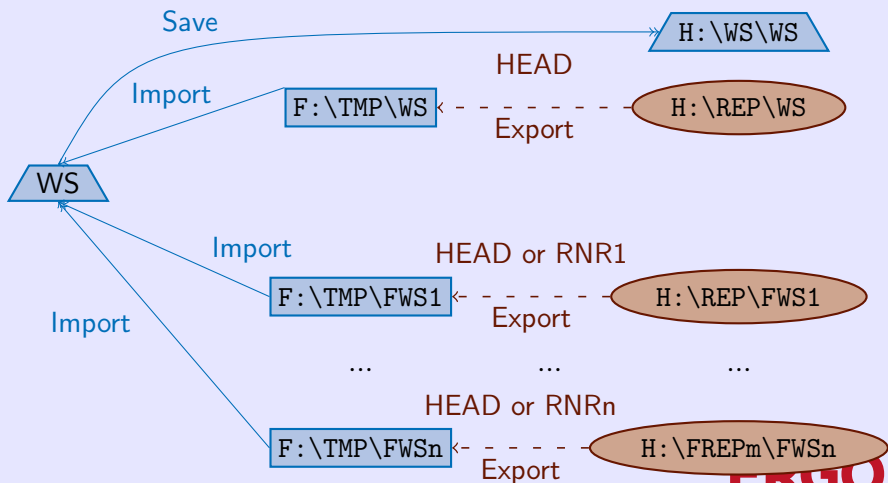 Save
H:\WS\WS
HEAD
Import
F:\TMP\WS
H:\REP\WS
Export
WS
Import
HEAD or RNR1
F:\TMP\FWS1
H:\REP\FWS1
Export
Import
... ... ...
HEAD or RNRn
F:\TMP\FWSn
H:\FREPm\FWSn
Export
ERGO